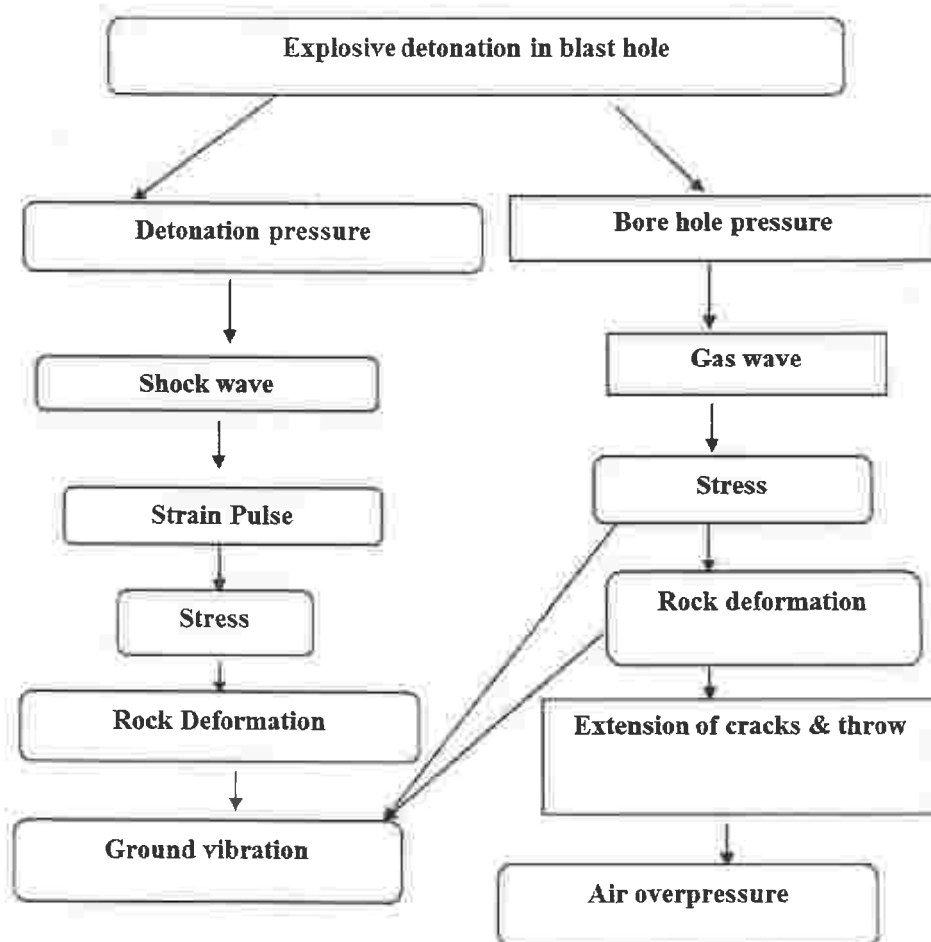 Explosive detonation in blast hole
Detonation pressure
Bore hole pressure
Shock wave
Gas wave
Strain Pulse
Stress
Stress
Rock deformation
Rock Deformation
Extension of cracks & throw
Ground vibration
Air overpressure